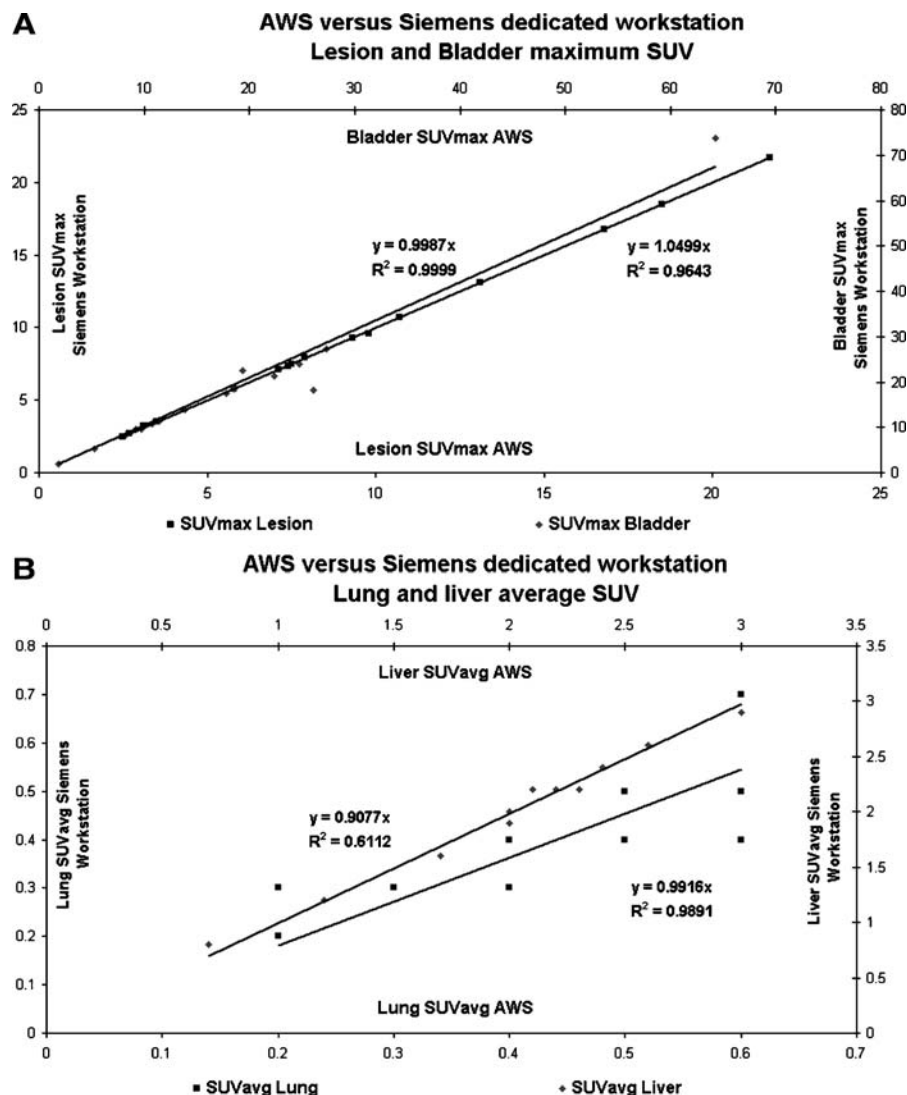 A
AWS versus Siemens dedicated workstation
Lesion and Bladder maximum SUV
0 10 20 30 40 50 60 70 80
Bladder SUVmax AWS
25
20
15
10
5
0
Lesion SUVmax
Siemens Workstation
y = 0.9987x
R² = 0.9999
y = 1.0499x
R² = 0.9643
80
70
60
50
40
30
20
10
0
Bladder SUVmax
Siemens Workstation
Lesion SUVmax AWS
0 5 10 15 20 25
SUVmax Lesion SUVmax Bladder
B
AWS versus Siemens dedicated workstation
Lung and liver average SUV
0 0.5 1 1.5 2 2.5 3 3.5
Liver SUVavg AWS
0.8
0.7
0.6
0.5
0.4
0.3
0.2
0.1
0
Lung SUVavg Siemens
Workstation
y = 0.9077x
R² = 0.6112
y = 0.9916x
R² = 0.9891
3.5
3
2.5
2
1.5
1
0.5
0
Liver SUVavg Siemens
Workstation
Lung SUVavg AWS
0 0.1 0.2 0.3 0.4 0.5 0.6 0.7
SUVavg Lung SUVavg Liver